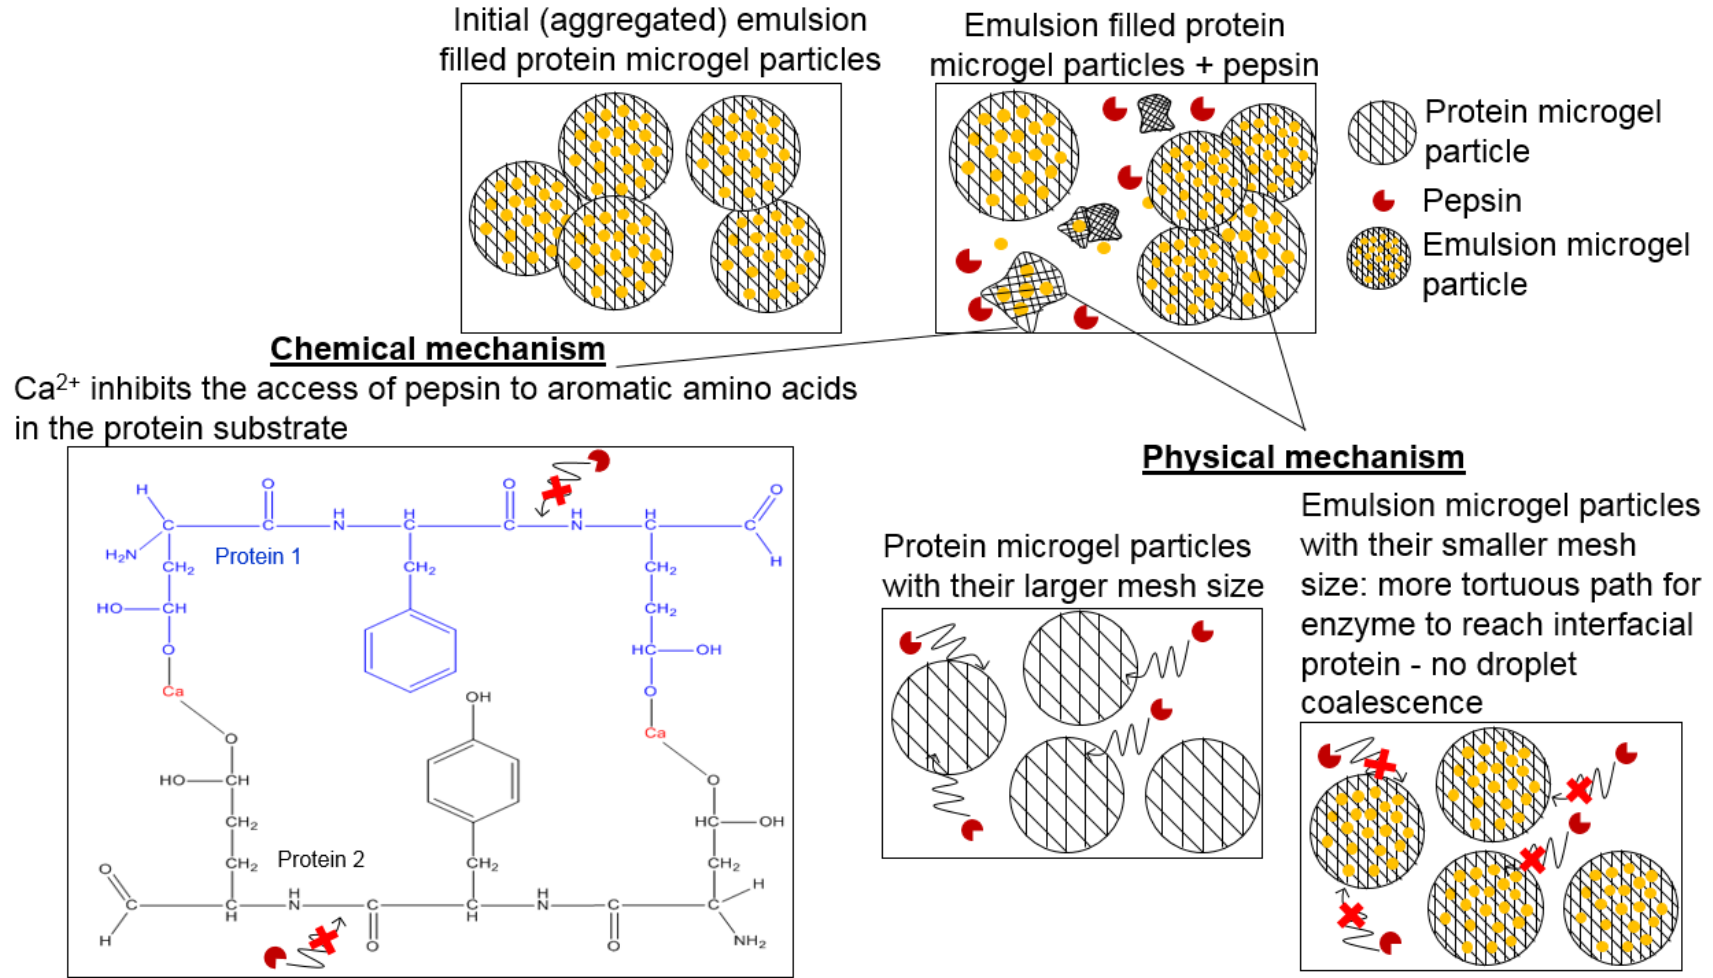 Initial (aggregated) emulsion
filled protein microgel particles
Emulsion filled protein
microgel particles + pepsin
Protein microgel
particle
Pepsin
Emulsion microgel
particle
Chemical mechanism
Ca²⁺ inhibits the access of pepsin to aromatic amino acids
in the protein substrate
H
O
O
O
C
C
H
N
H
C
C
H
N
H
C
C
H₂N
Protein 1
H
CH₂
CH₂
CH₂
HO
CH
CH₂
O
HC
OH
Ca
O
OH
Ca
O
O
HO
CH
HC
OH
CH₂
O
CH₂
Protein 2
CH₂
CH₂
H
C
C
H
N
C
C
H
N
C
C
H
H
H
O
O
NH₂
Physical mechanism
Protein microgel particles
with their larger mesh size
Emulsion microgel particles
with their smaller mesh
size: more tortuous path for
enzyme to reach interfacial
protein - no droplet
coalescence